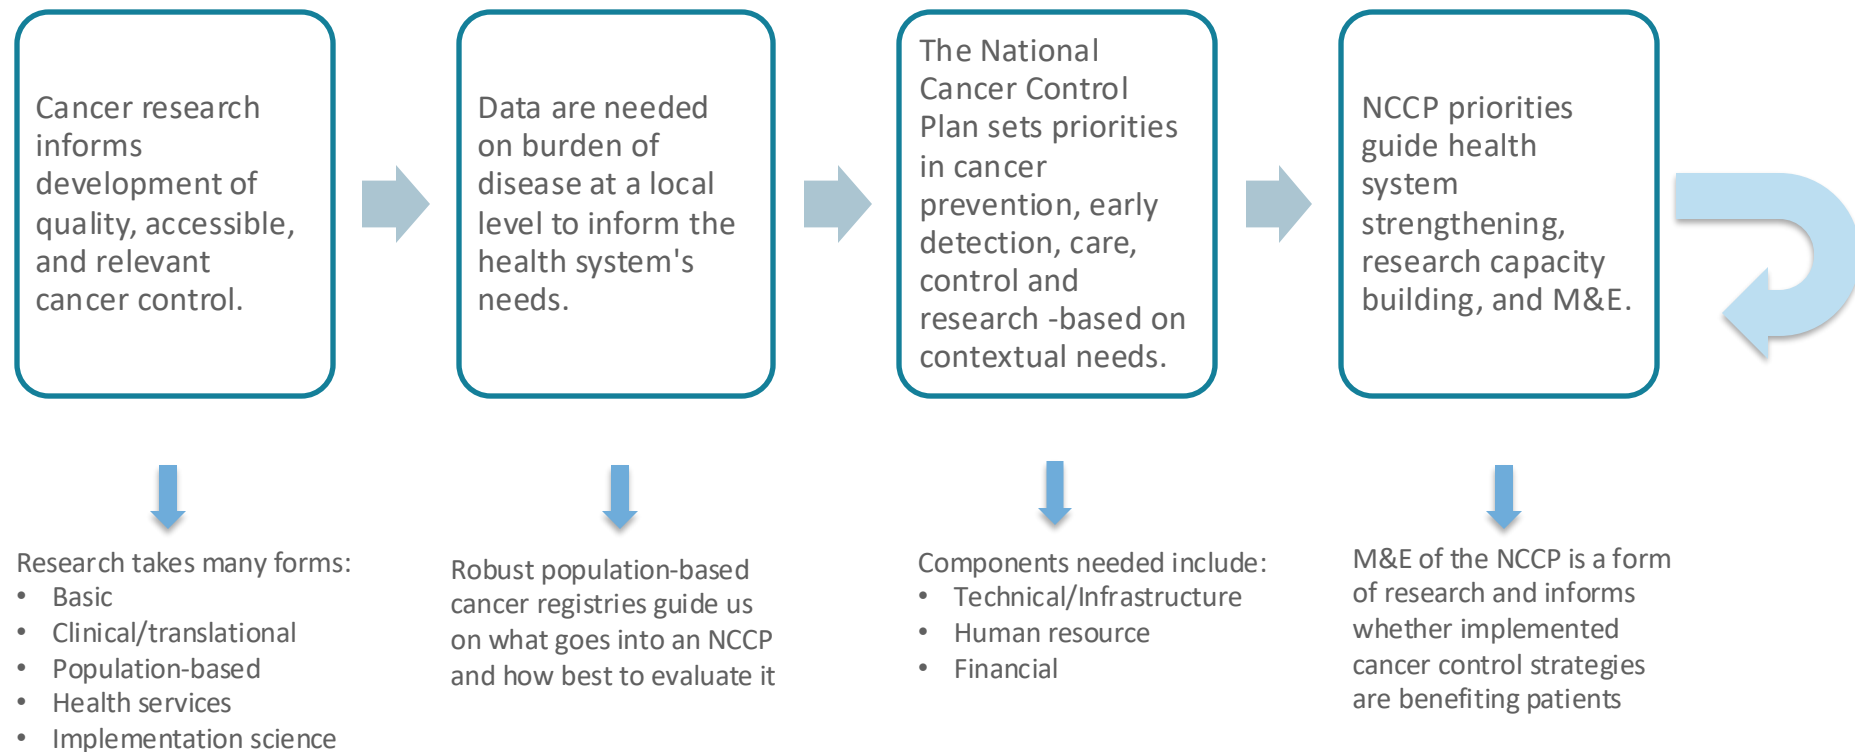 Cancer research
informs
development of
quality, accessible,
and relevant
cancer control.
Data are needed
on burden of
disease at a local
level to inform the
health system's
needs.
The National
Cancer Control
Plan sets priorities
in cancer
prevention, early
detection, care,
control and
research -based on
contextual needs.
NCCP priorities
guide health
system
strengthening,
research capacity
building, and M&E.
Research takes many forms:
• Basic
• Clinical/translational
• Population-based
• Health services
• Implementation science
Robust population-based
cancer registries guide us
on what goes into an NCCP
and how best to evaluate it
Components needed include:
• Technical/Infrastructure
• Human resource
• Financial
M&E of the NCCP is a form
of research and informs
whether implemented
cancer control strategies
are benefiting patients